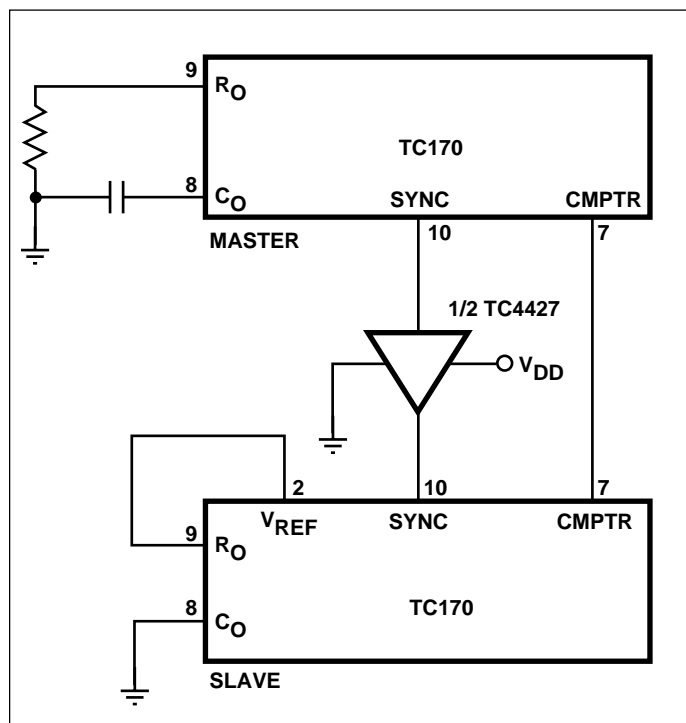 9
RO
TC170
8
CO
SYNC
CMPTR
MASTER
10
7
1/2 TC4427
VDD
2
10
7
VREF
SYNC
CMPTR
9
RO
TC170
8
CO
SLAVE